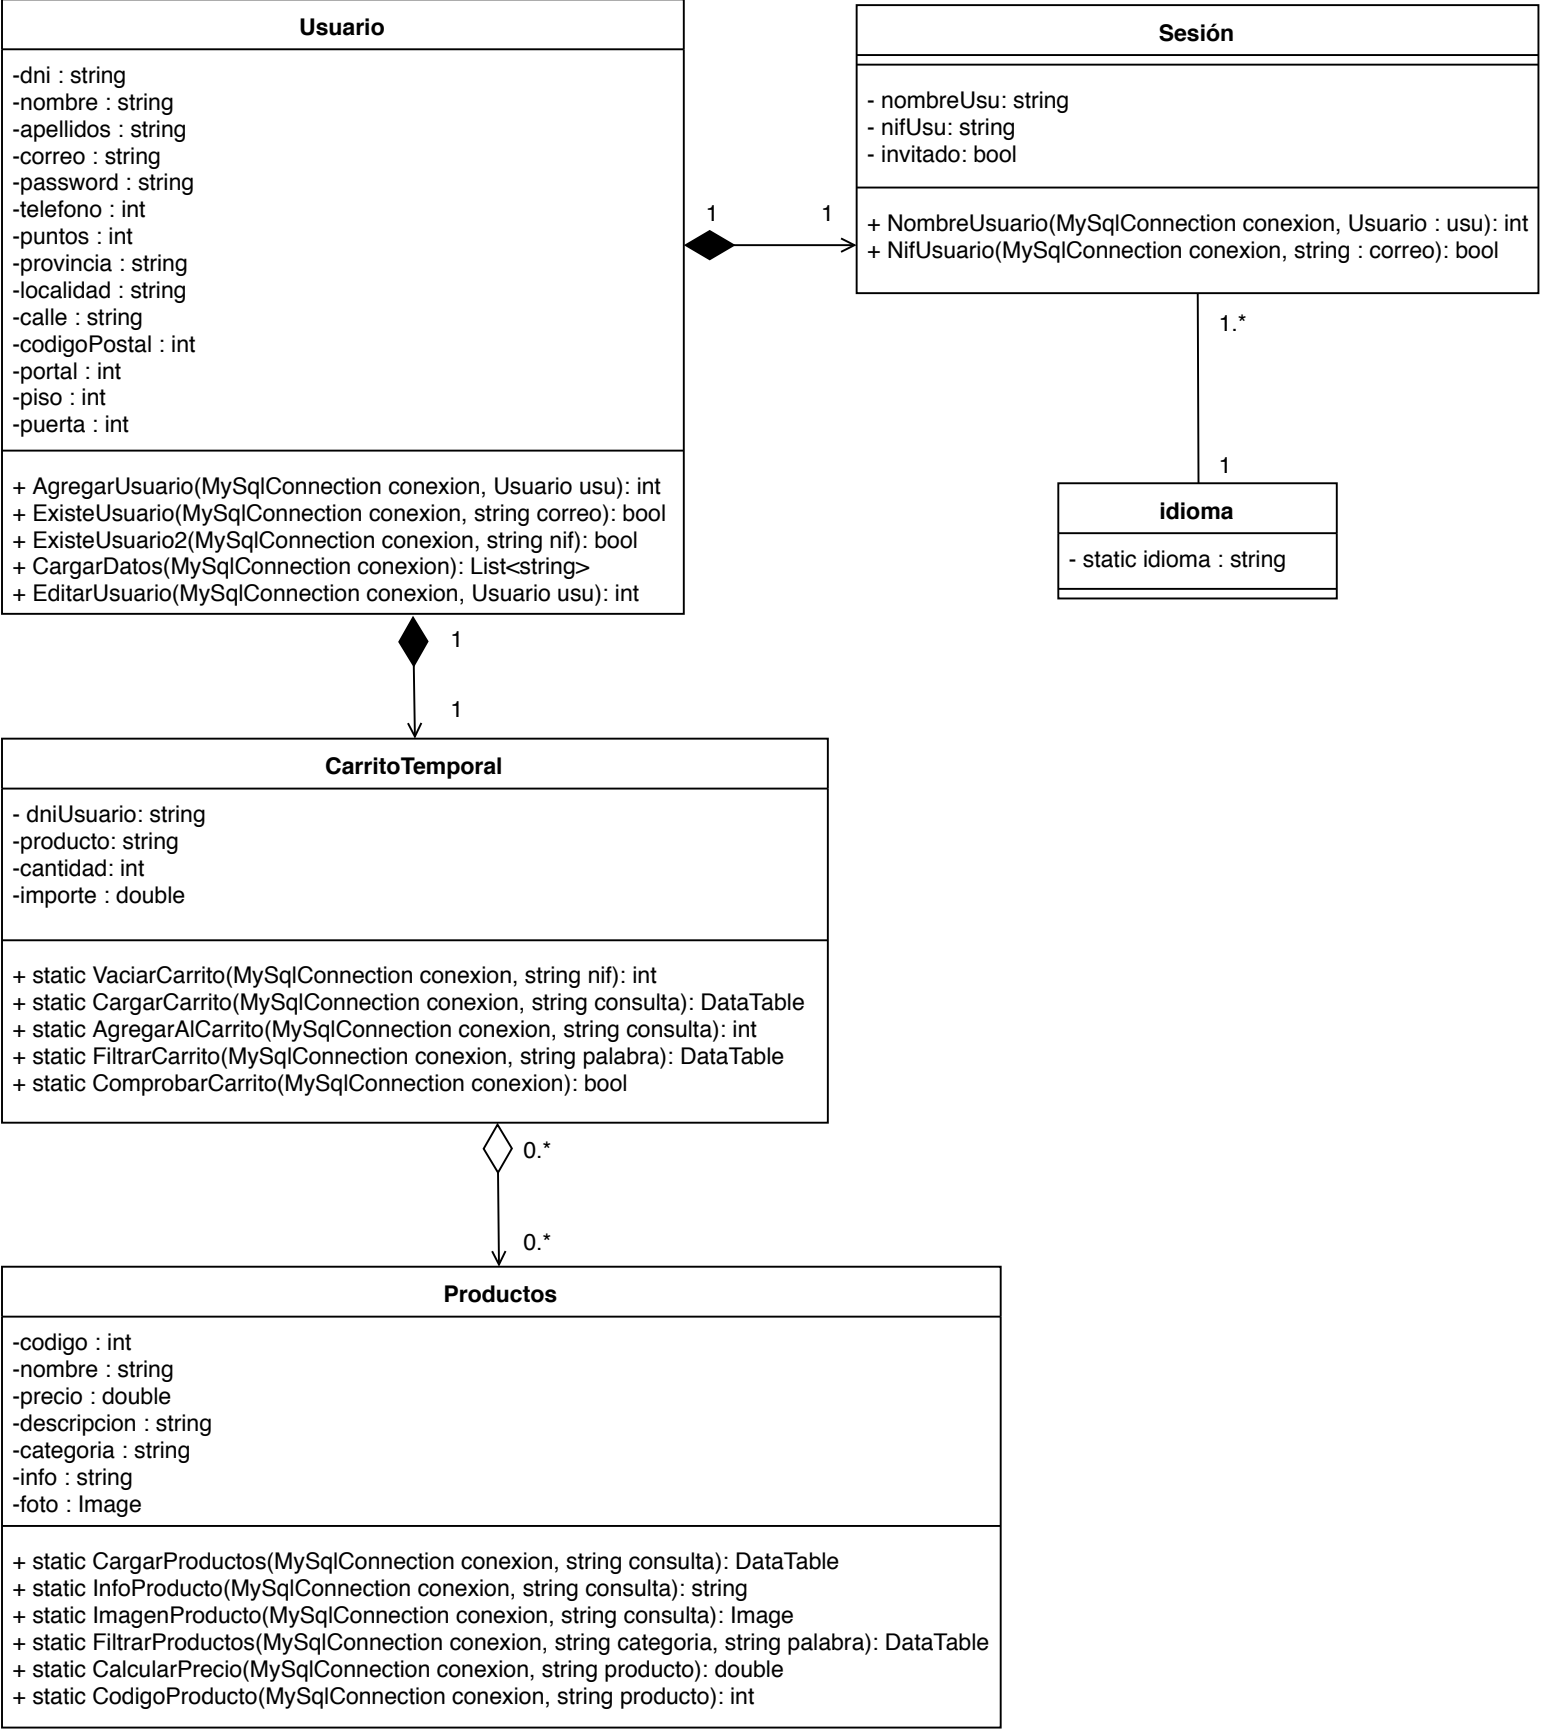 Usuario
-dni : string
-nombre : string
-apellidos : string
-correo : string
-password : string
-telefono : int
-puntos : int
-provincia : string
-localidad : string
-calle : string
-codigoPostal : int
-portal : int
-piso : int
-puerta : int
+ AgregarUsuario(MySqlConnection conexion, Usuario usu): int
+ ExisteUsuario(MySqlConnection conexion, string correo): bool
+ ExisteUsuario2(MySqlConnection conexion, string nif): bool
+ CargarDatos(MySqlConnection conexion): List<string>
+ EditarUsuario(MySqlConnection conexion, Usuario usu): int
1
1
Sesión
- nombreUsu: string
- nifUsu: string
- invitado: bool
+ NombreUsuario(MySqlConnection conexion, Usuario : usu): int
+ NifUsuario(MySqlConnection conexion, string : correo): bool
1.*
1
idioma
- static idioma : string
1
1
CarritoTemporal
- dniUsuario: string
-producto: string
-cantidad: int
-importe : double
+ static VaciarCarrito(MySqlConnection conexion, string nif): int
+ static CargarCarrito(MySqlConnection conexion, string consulta): DataTable
+ static AgregarAlCarrito(MySqlConnection conexion, string consulta): int
+ static FiltrarCarrito(MySqlConnection conexion, string palabra): DataTable
+ static ComprobarCarrito(MySqlConnection conexion): bool
0.*
0.*
Productos
-codigo : int
-nombre : string
-precio : double
-descripcion : string
-categoria : string
-info : string
-foto : Image
+ static CargarProductos(MySqlConnection conexion, string consulta): DataTable
+ static InfoProducto(MySqlConnection conexion, string consulta): string
+ static ImagenProducto(MySqlConnection conexion, string consulta): Image
+ static FiltrarProductos(MySqlConnection conexion, string categoria, string palabra): DataTable
+ static CalcularPrecio(MySqlConnection conexion, string producto): double
+ static CodigoProducto(MySqlConnection conexion, string producto): int